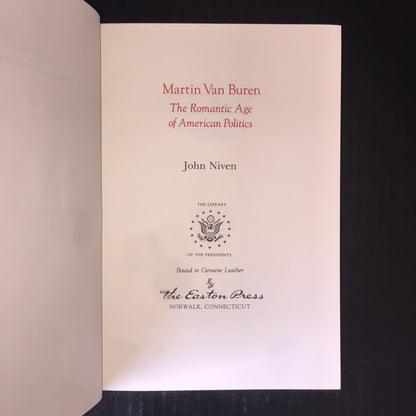 Martin Van Buren
The Romantic Age
of American Politics
John Niven
THE LIBRARY
OF THE PRESIDENTS
Bound in Genuine Leather
The Easton Press
NORWALK, CONNECTICUT